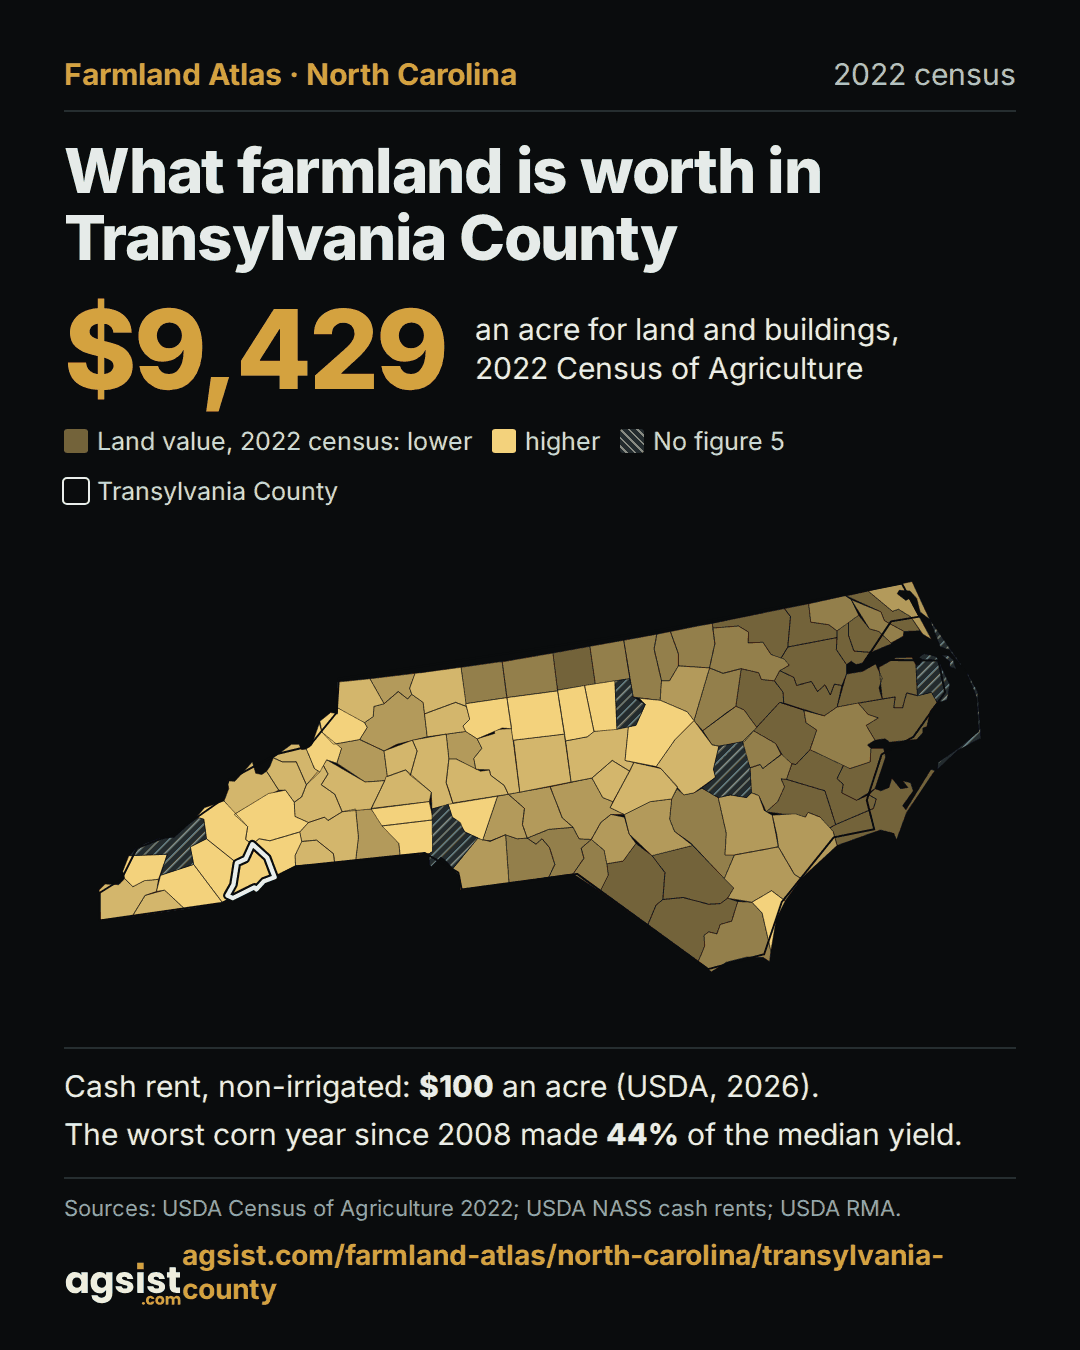 Farmland Atlas · North Carolina
2022 census
What farmland is worth in
Transylvania County
$9,429
an acre for land and buildings,
2022 Census of Agriculture
Land value, 2022 census: lower
higher
No figure 5
Transylvania County
Cash rent, non-irrigated: $100 an acre (USDA, 2026).
The worst corn year since 2008 made 44% of the median yield.
Sources: USDA Census of Agriculture 2022; USDA NASS cash rents; USDA RMA.
agsist.com/farmland-atlas/north-carolina/transylvania-
county
agsist
.com